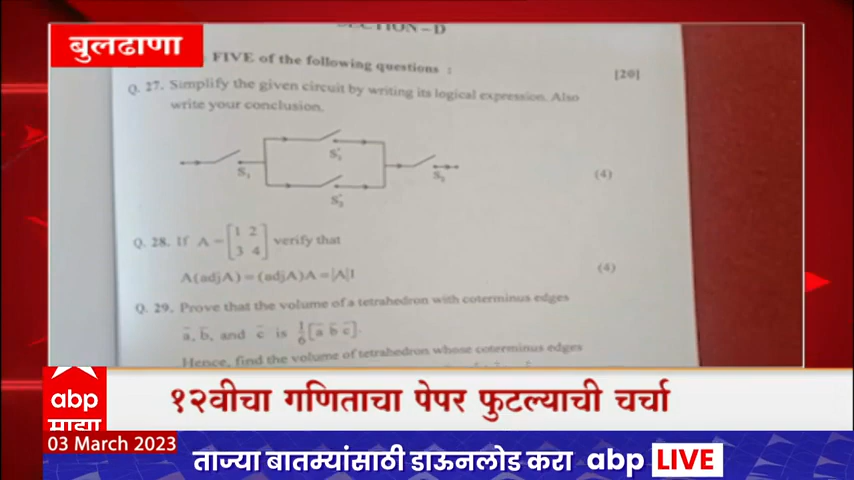 बुलढाणा
SECTION-D
FIVE of the following questions :
[20]
Q. 27. Simplify the given circuit by writing its logical expression. Also
write your conclusion.
S₁
S'₁
S'₂
S₂
(4)
Q. 28. If A = [1 2
3 4] verify that
A(adjA) = (adjA)A = |A|I
(4)
Q. 29. Prove that the volume of a tetrahedron with coterminus edges
a̅, b̅, and c̅ is 1/6 [a̅ b̅ c̅].
Hence, find the volume of tetrahedron whose coterminus edges
abp
माझा
१२वीचा गणिताचा पेपर फुटल्याची चर्चा
03 March 2023
ताज्या बातम्यांसाठी डाऊनलोड करा abp LIVE